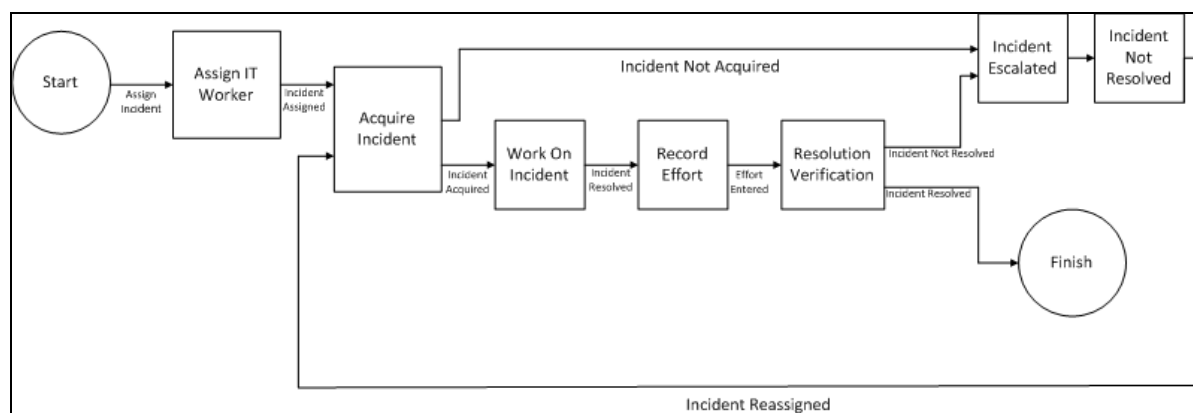 Start
Assign
Incident
Assign IT
Worker
Incident
Assigned
Acquire
Incident
Incident Not Acquired
Incident
Acquired
Work On
Incident
Incident
Resolved
Record
Effort
Effort
Entered
Resolution
Verification
Incident Not Resolved
Incident Resolved
Incident
Escalated
Incident
Not
Resolved
Finish
Incident Reassigned